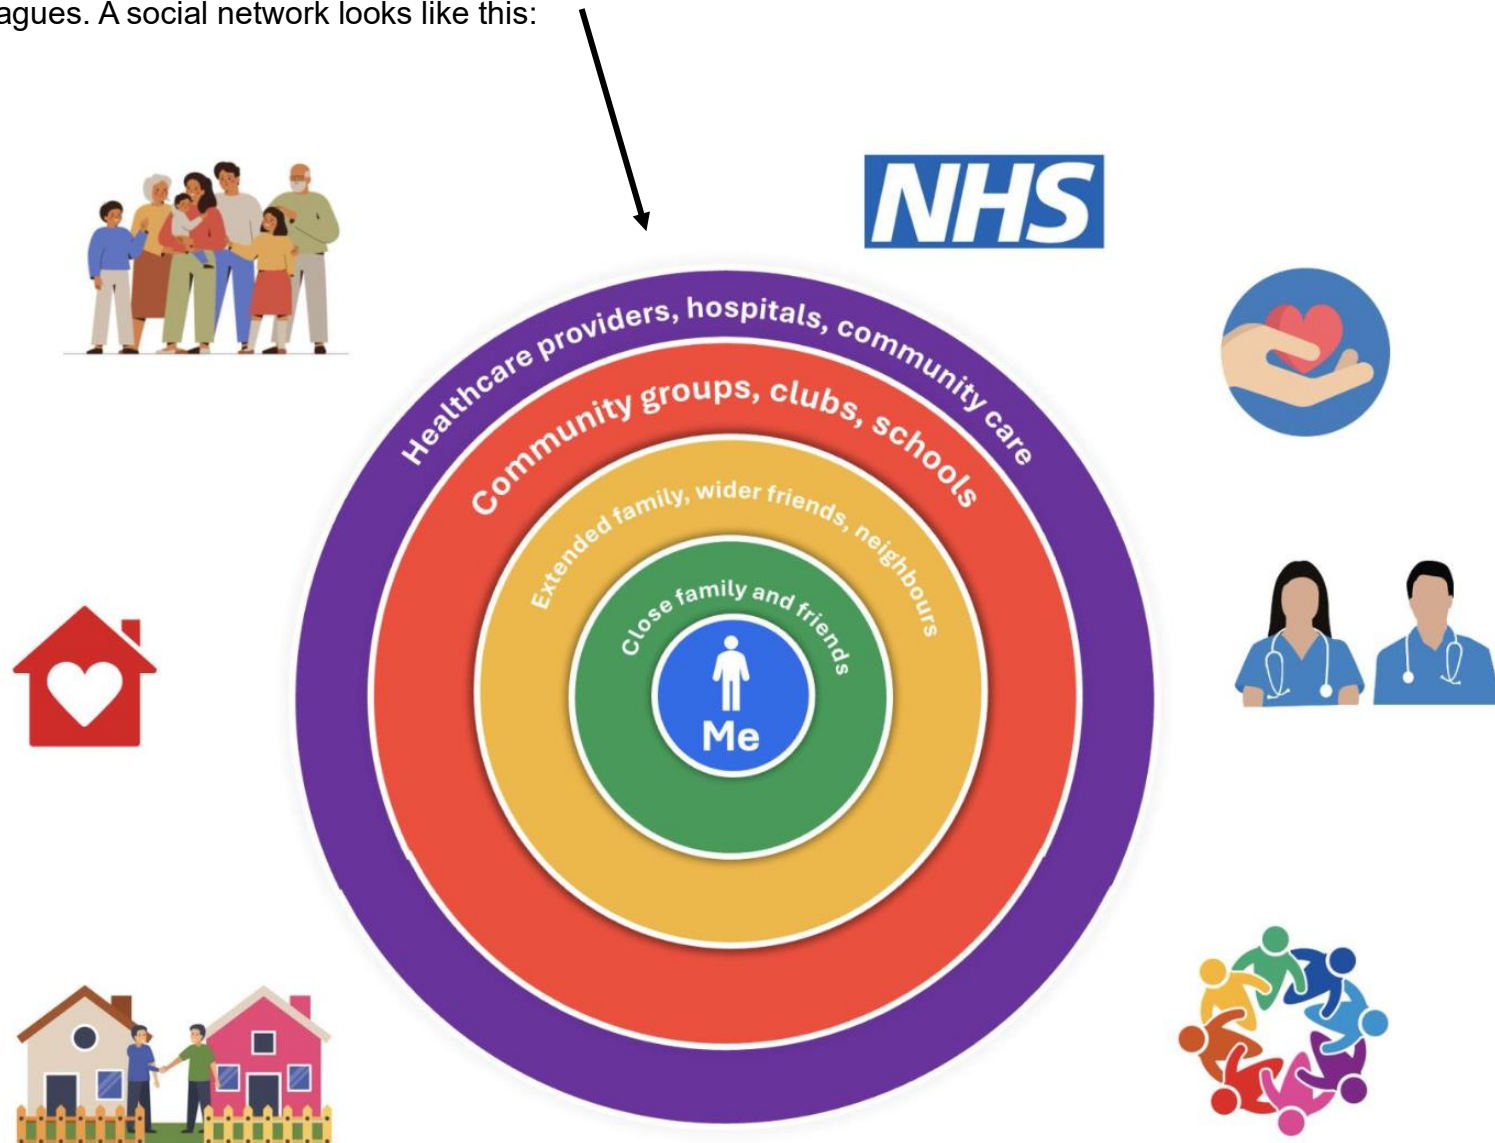 agues. A social network looks like this:
NHS
Healthcare providers, hospitals, community care
Community groups, clubs, schools
Extended family, wider friends, neighbours
Close family and friends
Me